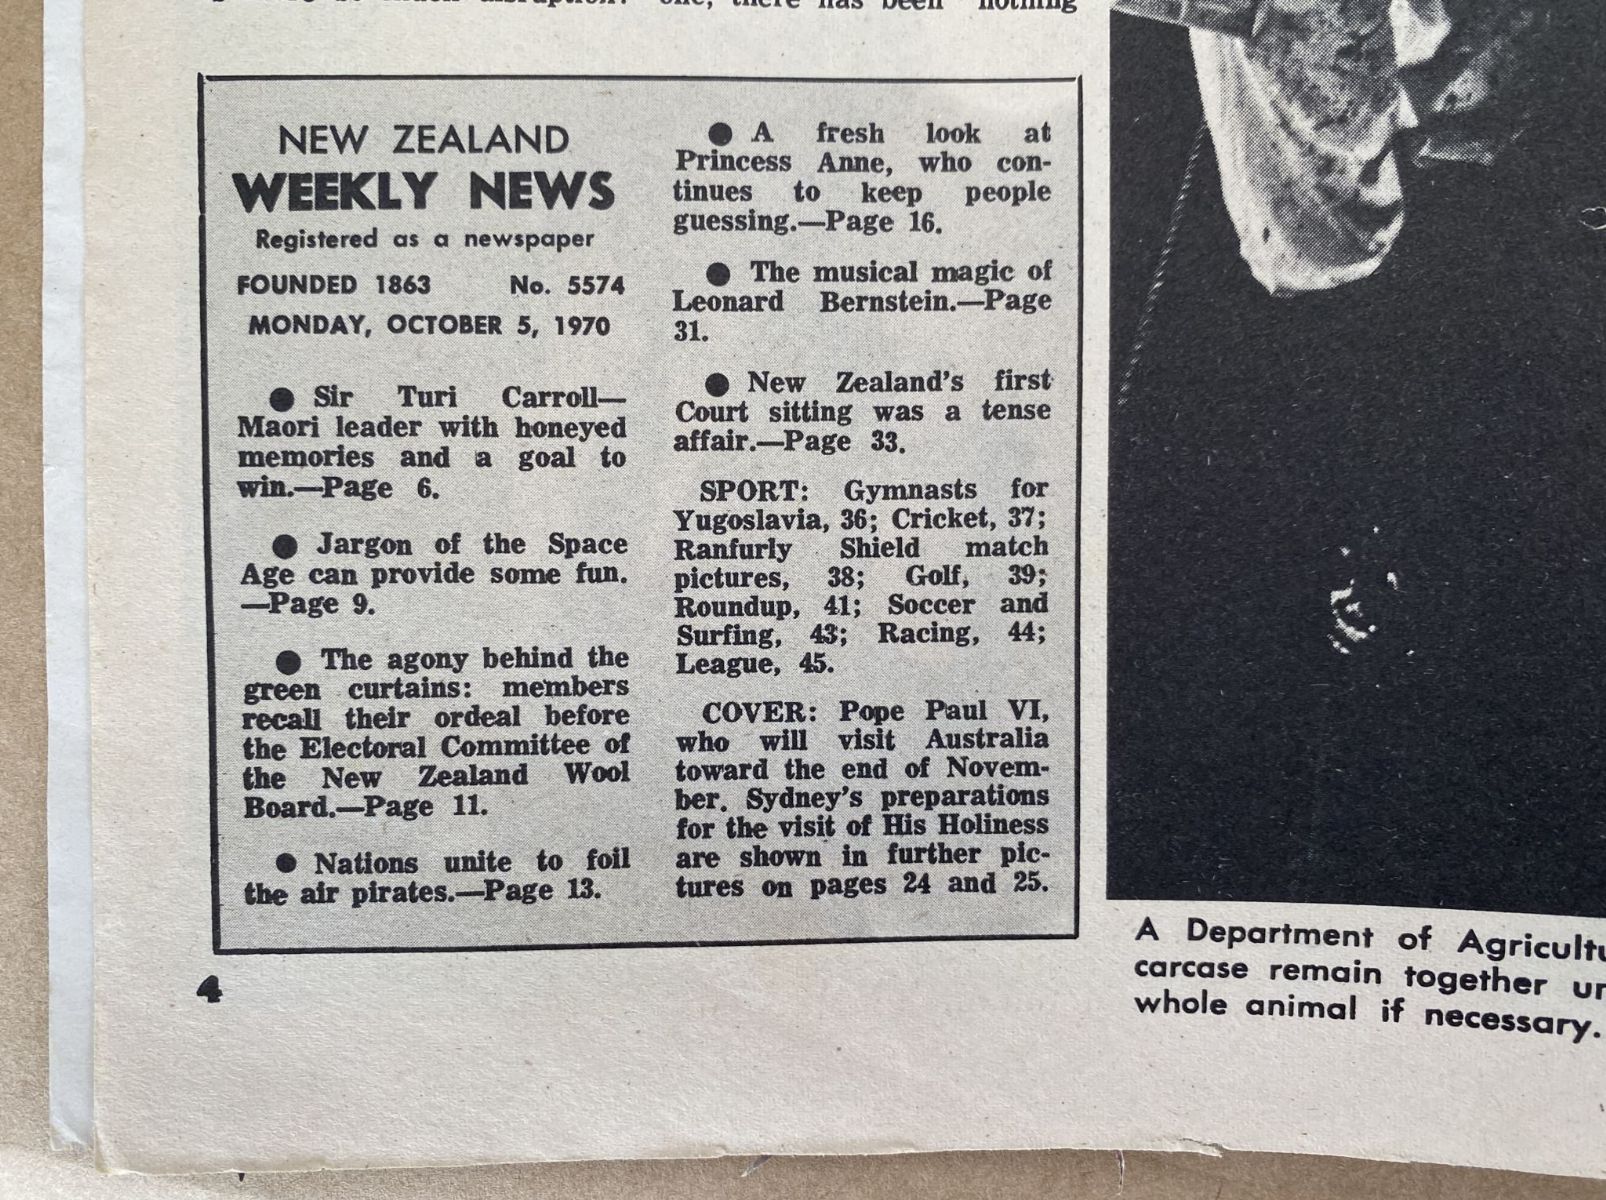 one, there has been nothing
NEW ZEALAND
WEEKLY NEWS
Registered as a newspaper
FOUNDED 1863 No. 5574
MONDAY, OCTOBER 5, 1970
● Sir Turi Carroll—
Maori leader with honeyed
memories and a goal to
win.—Page 6.
● Jargon of the Space
Age can provide some fun.
—Page 9.
● The agony behind the
green curtains: members
recall their ordeal before
the Electoral Committee of
the New Zealand Wool
Board.—Page 11.
● Nations unite to foil
the air pirates.—Page 13.
● A fresh look at
Princess Anne, who con-
tinues to keep people
guessing.—Page 16.
● The musical magic of
Leonard Bernstein.—Page
31.
● New Zealand's first
Court sitting was a tense
affair.—Page 33.
SPORT: Gymnasts for
Yugoslavia, 36; Cricket, 37;
Ranfurly Shield match
pictures, 38; Golf, 39;
Roundup, 41; Soccer and
Surfing, 43; Racing, 44;
League, 45.
COVER: Pope Paul VI,
who will visit Australia
toward the end of Novem-
ber. Sydney's preparations
for the visit of His Holiness
are shown in further pic-
tures on pages 24 and 25.
4
A Department of Agricultu
carcase remain together un
whole animal if necessary.